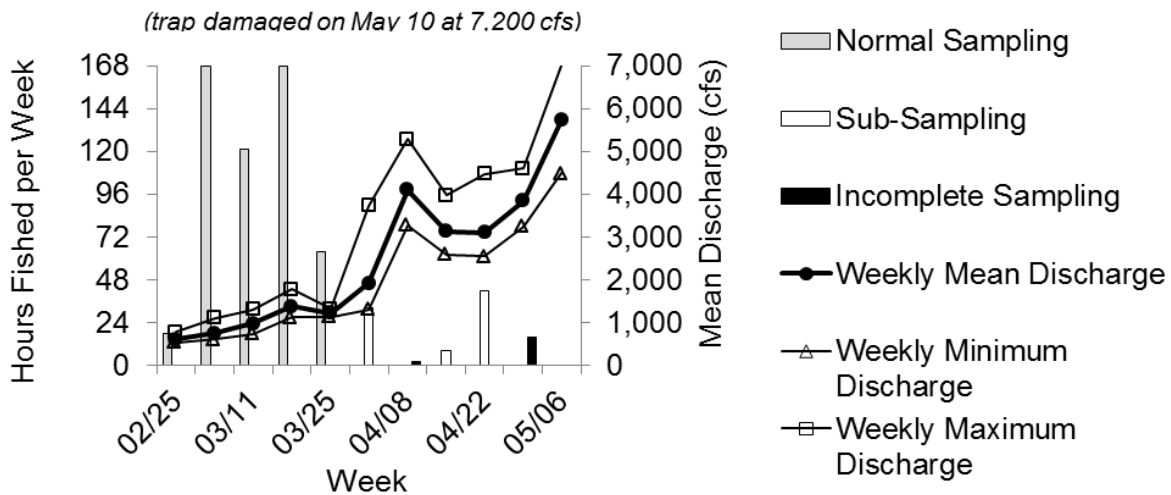 (trap damaged on May 10 at 7,200 cfs)
Hours Fished per Week
168
144
120
96
72
48
24
0
7,000
6,000
5,000
4,000
3,000
2,000
1,000
0
Mean Discharge (cfs)
02/25
03/11
03/25
04/08
04/22
05/06
Week
Normal Sampling
Sub-Sampling
Incomplete Sampling
Weekly Mean Discharge
Weekly Minimum
Discharge
Weekly Maximum
Discharge